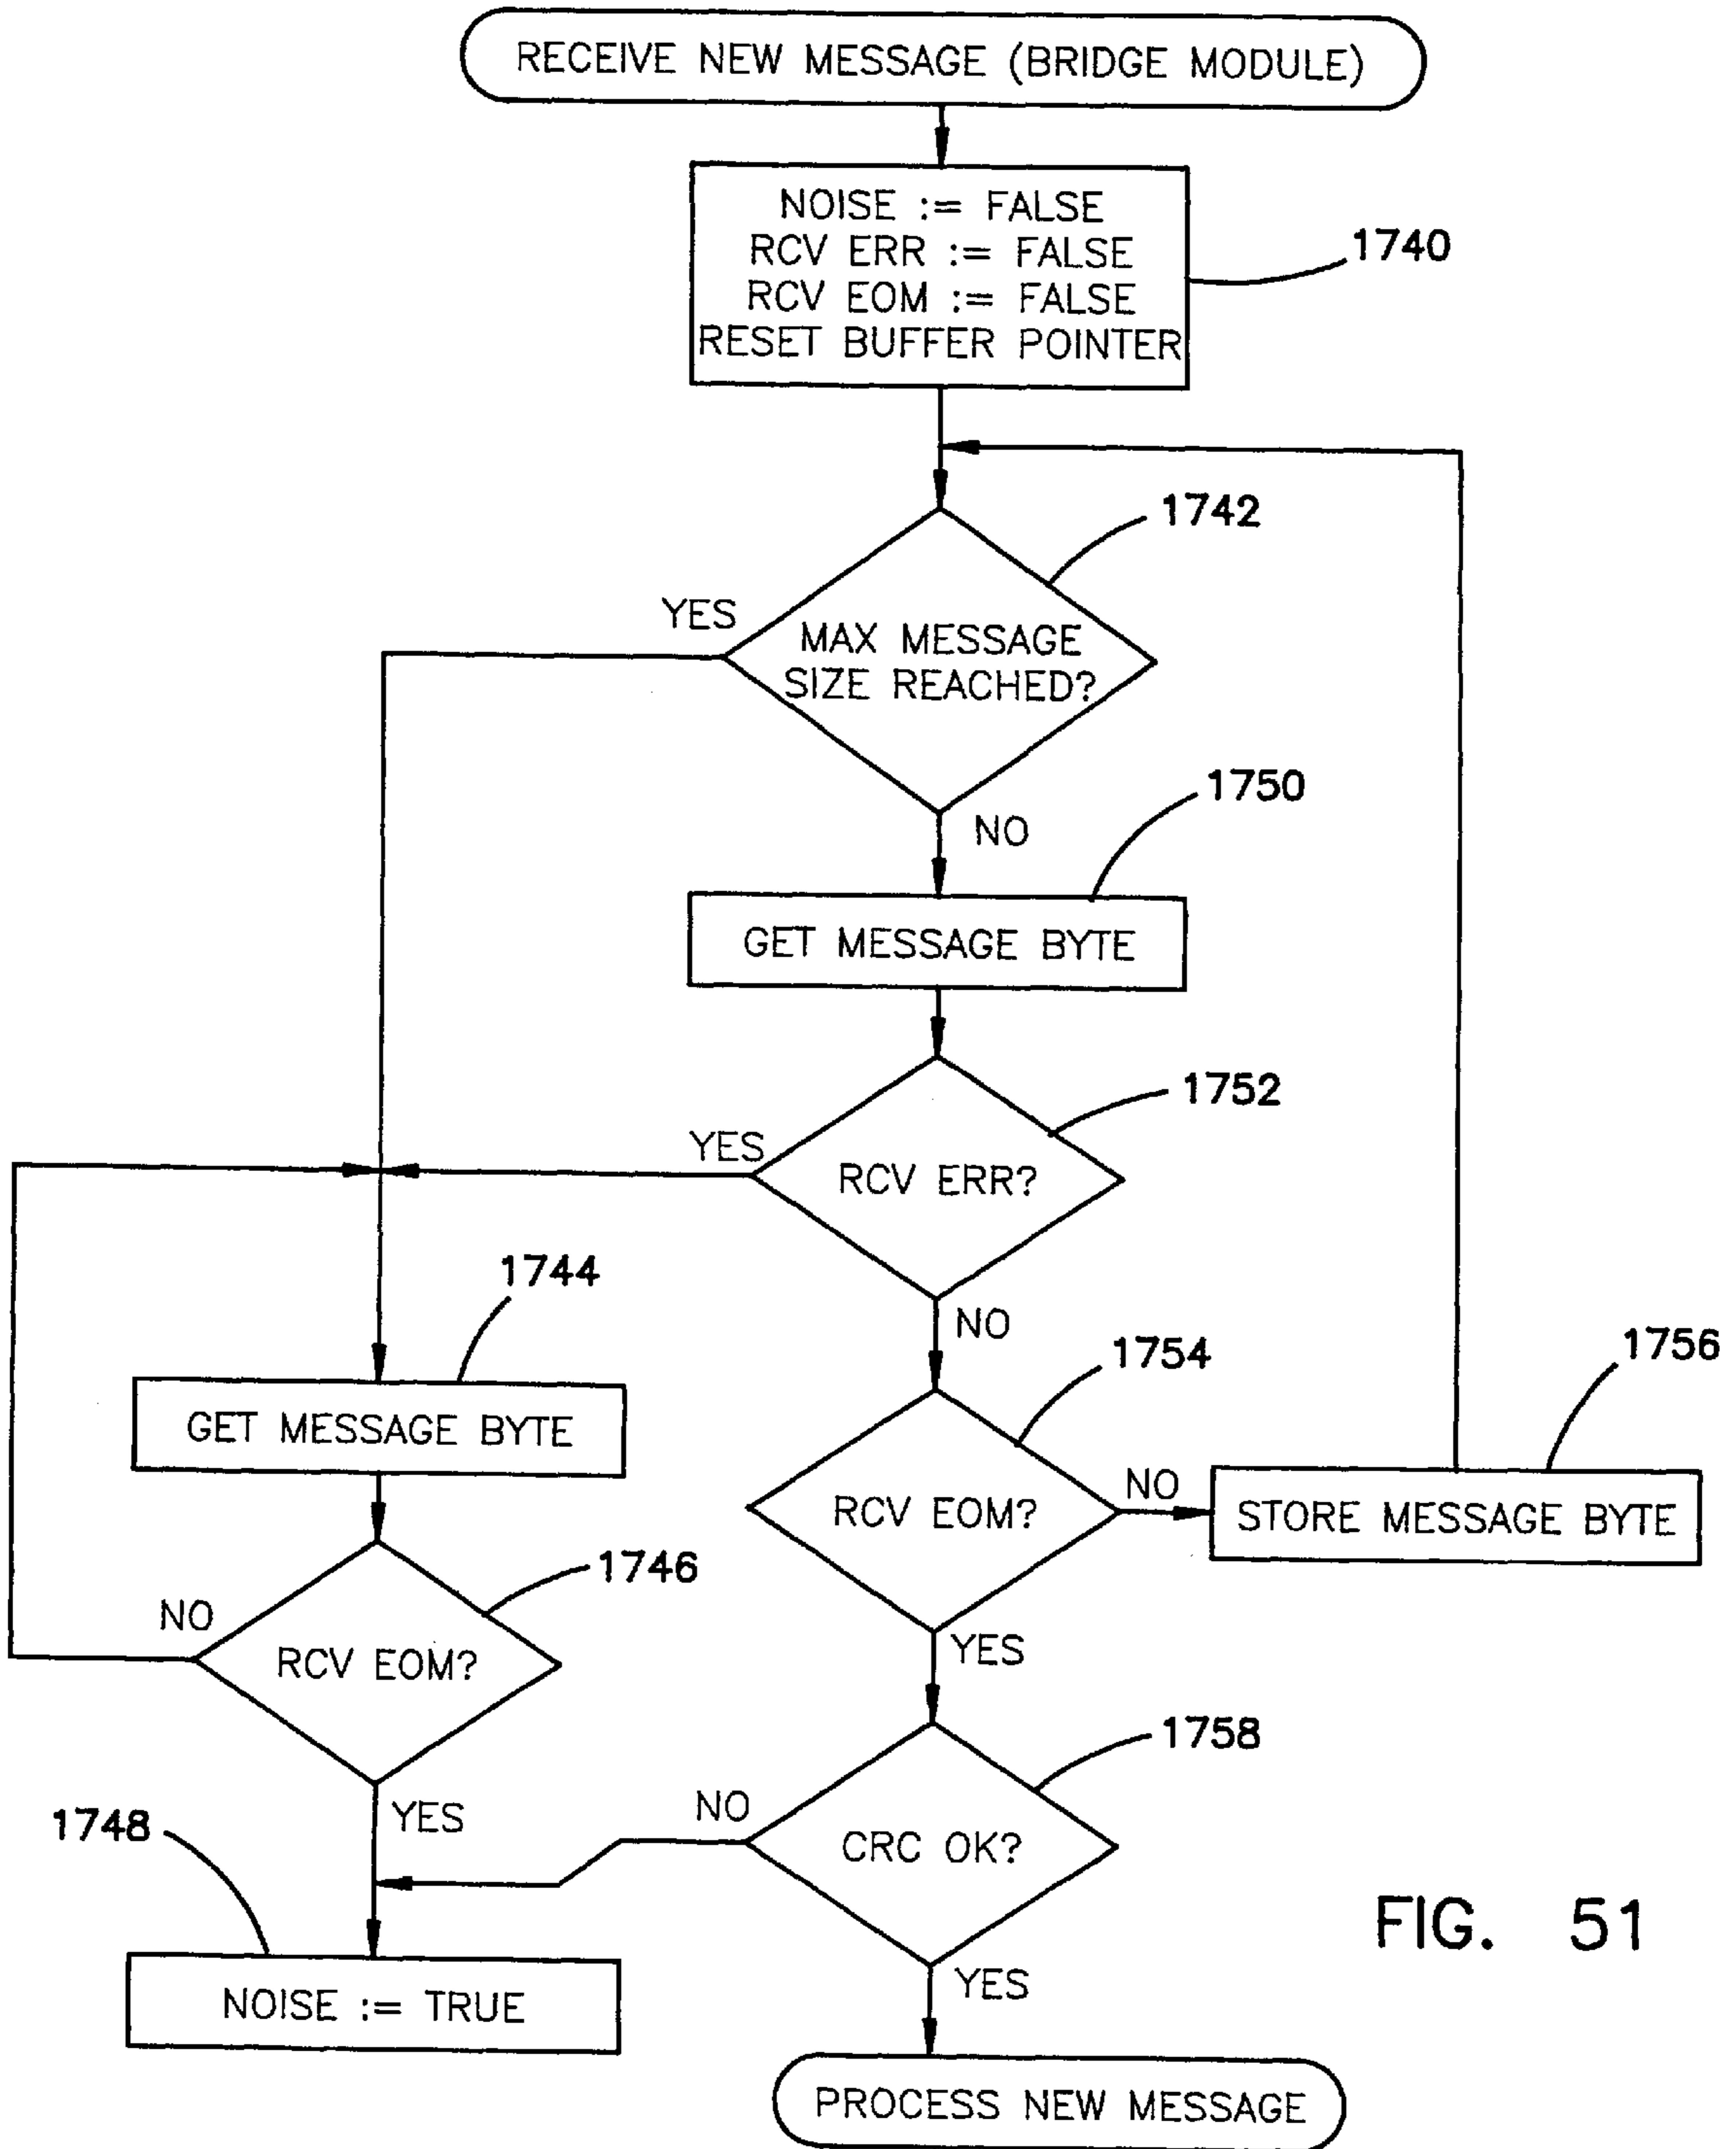 RECEIVE NEW MESSAGE (BRIDGE MODULE)
NOISE := FALSE
RCV ERR := FALSE
RCV EOM := FALSE
RESET BUFFER POINTER
1740
1742
YES
MAX MESSAGE
SIZE REACHED?
NO
1750
GET MESSAGE BYTE
1752
YES
RCV ERR?
NO
1744
GET MESSAGE BYTE
1754
RCV EOM?
NO
1756
STORE MESSAGE BYTE
1746
NO
RCV EOM?
YES
YES
1758
NO
CRC OK?
1748
NOISE := TRUE
YES
PROCESS NEW MESSAGE
FIG. 51